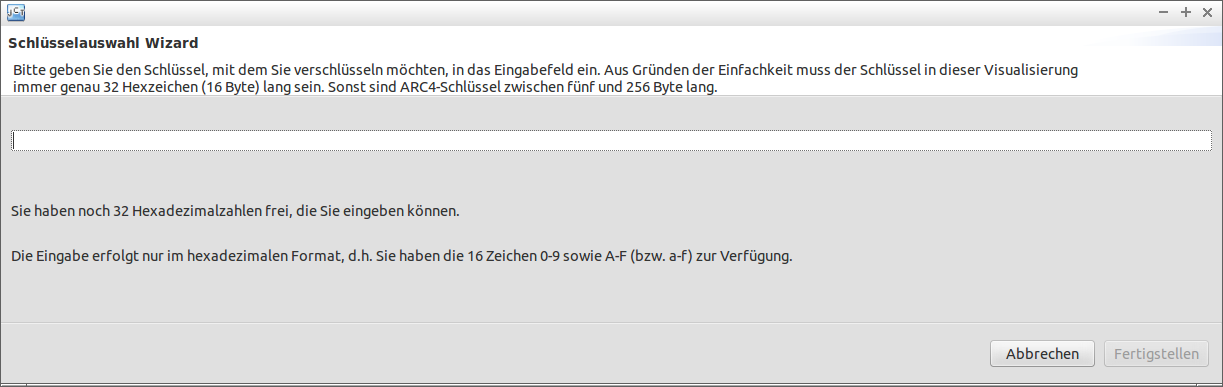 JCT
Schlüsselauswahl Wizard
Bitte geben Sie den Schlüssel, mit dem Sie verschlüsseln möchten, in das Eingabefeld ein. Aus Gründen der Einfachkeit muss der Schlüssel in dieser Visualisierung
immer genau 32 Hexzeichen (16 Byte) lang sein. Sonst sind ARC4-Schlüssel zwischen fünf und 256 Byte lang.
Sie haben noch 32 Hexadezimalzahlen frei, die Sie eingeben können.
Die Eingabe erfolgt nur im hexadezimalen Format, d.h. Sie haben die 16 Zeichen 0-9 sowie A-F (bzw. a-f) zur Verfügung.
Abbrechen Fertigstellen